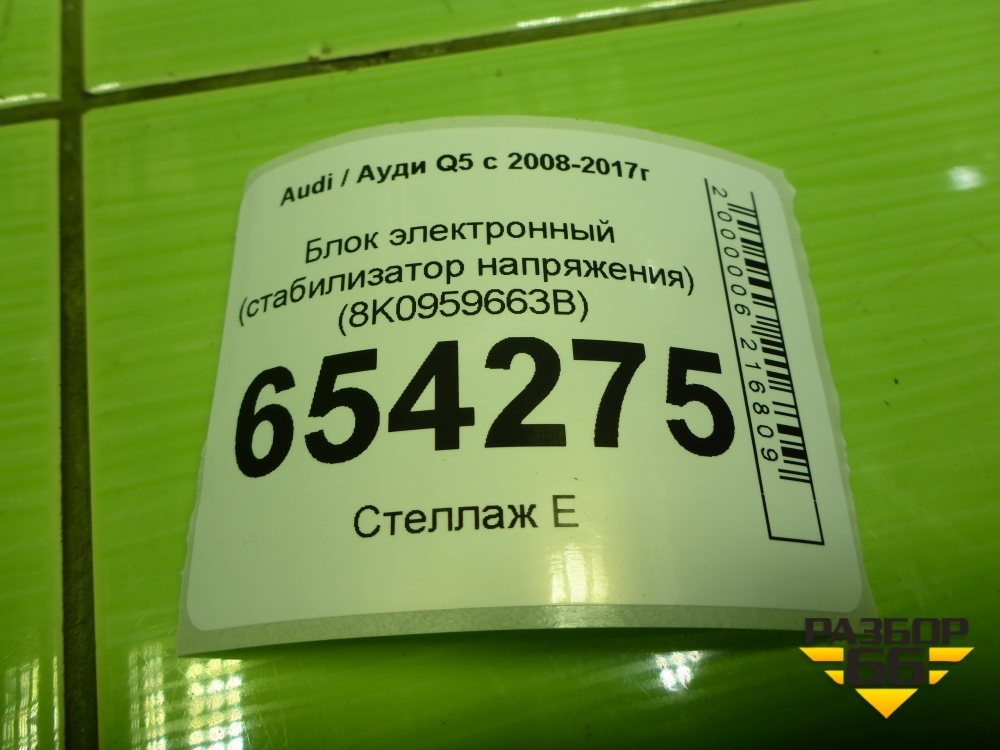 Audi / Ауди Q5 с 2008-2017г
Блок электронный
(стабилизатор напряжения)
(8K0959663B)
654275
Стеллаж E
2000006216809
РАЗБОР
66